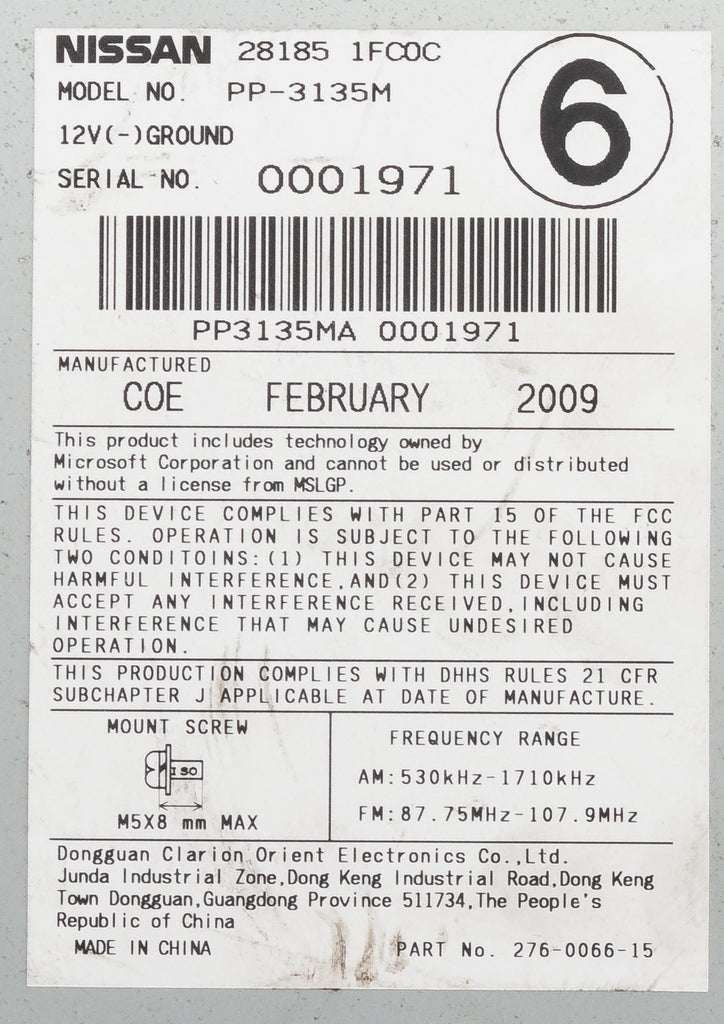 NISSAN 28185 1FC0C
MODEL NO. PP-3135M
6
12V(-)GROUND
SERIAL NO. 0001971
PP3135MA 0001971
MANUFACTURED
COE FEBRUARY 2009
This product includes technology owned by
Microsoft Corporation and cannot be used or distributed
without a license from MSLGP.
THIS DEVICE COMPLIES WITH PART 15 OF THE FCC
RULES. OPERATION IS SUBJECT TO THE FOLLOWING
TWO CONDITOINS:(1) THIS DEVICE MAY NOT CAUSE
HARMFUL INTERFERENCE,AND(2) THIS DEVICE MUST
ACCEPT ANY INTERFERENCE RECEIVED,INCLUDING
INTERFERENCE THAT MAY CAUSE UNDESIRED
OPERATION.
THIS PRODUCTION COMPLIES WITH DHHS RULES 21 CFR
SUBCHAPTER J APPLICABLE AT DATE OF MANUFACTURE.
MOUNT SCREW
ISO
M5X8 mm MAX
FREQUENCY RANGE
AM:530kHz-1710kHz
FM:87.75MHz-107.9MHz
Dongguan Clarion Orient Electronics Co.,Ltd.
Junda Industrial Zone,Dong Keng Industrial Road,Dong Keng
Town Dongguan,Guangdong Province 511734,The People's
Republic of China
MADE IN CHINA PART No. 276-0066-15